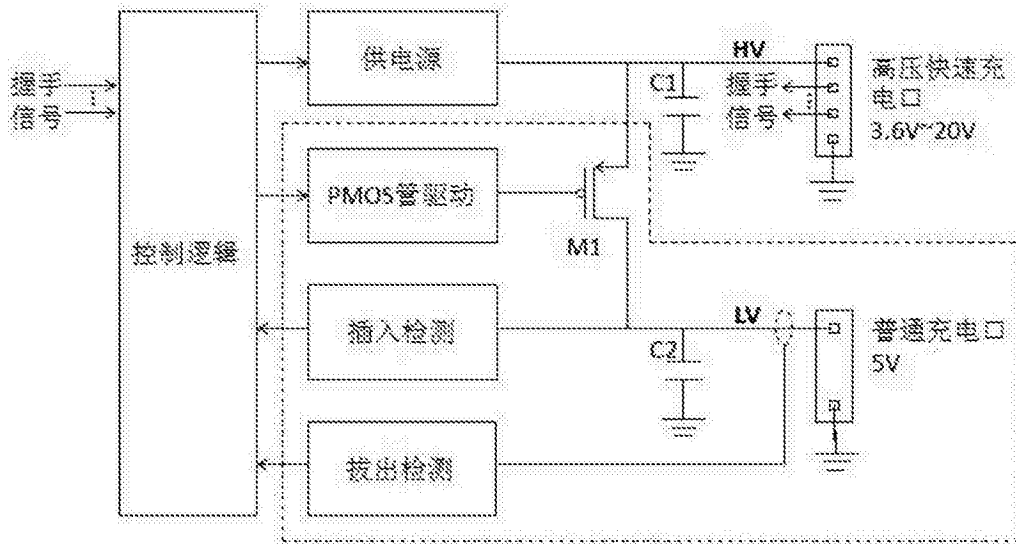 握手
信号
控制逻辑
供电源
PMOS管驱动
插入检测
拔出检测
M1
C1
HV
握手
信号
高压快速充
电口
3.6V~20V
C2
LV
普通充电口
5V